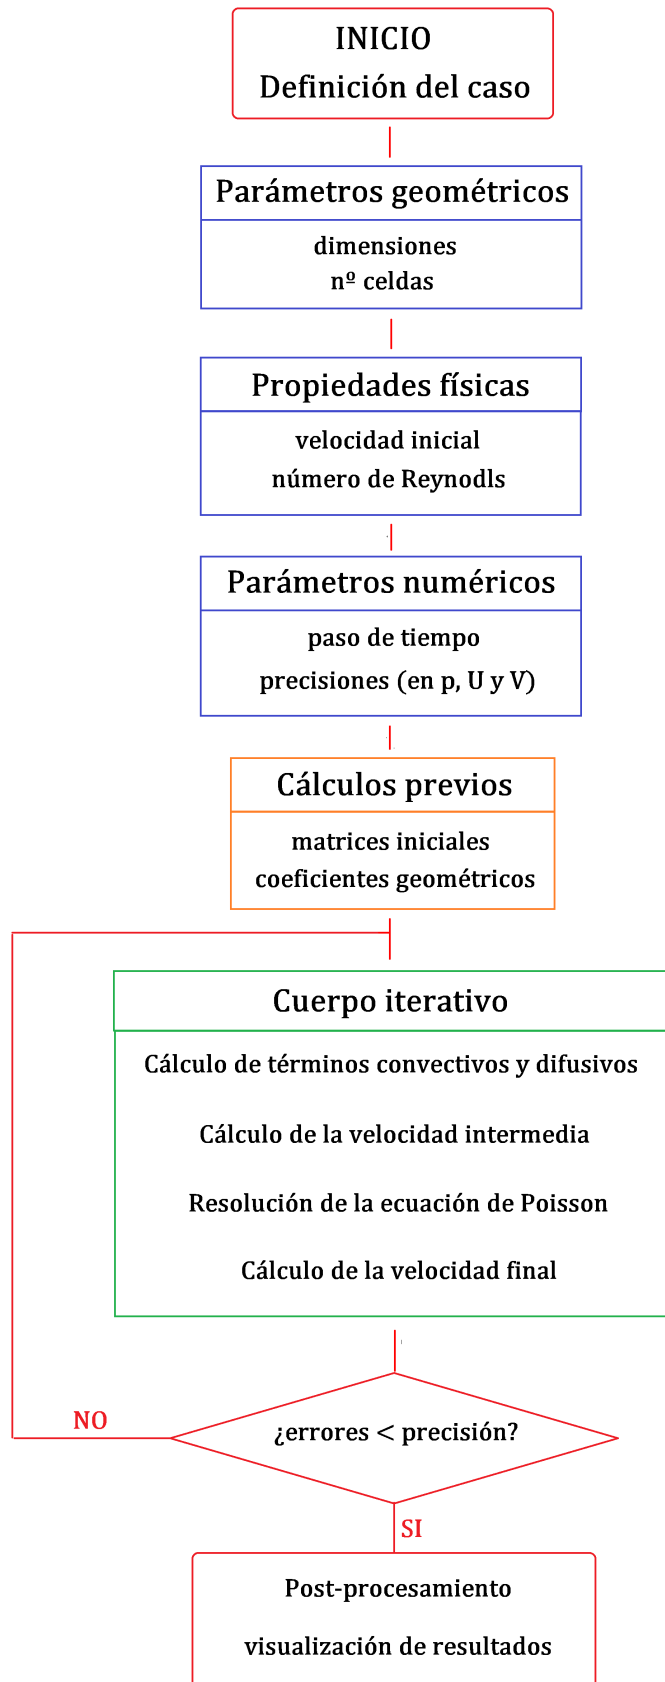 INICIO
Definición del caso
Parámetros geométricos
dimensiones
nº celdas
Propiedades físicas
velocidad inicial
número de Reynodls
Parámetros numéricos
paso de tiempo
precisiones (en p, U y V)
Cálculos previos
matrices iniciales
coeficientes geométricos
Cuerpo iterativo
Cálculo de términos convectivos y difusivos
Cálculo de la velocidad intermedia
Resolución de la ecuación de Poisson
Cálculo de la velocidad final
NO
¿errores < precisión?
SI
Post-procesamiento
visualización de resultados